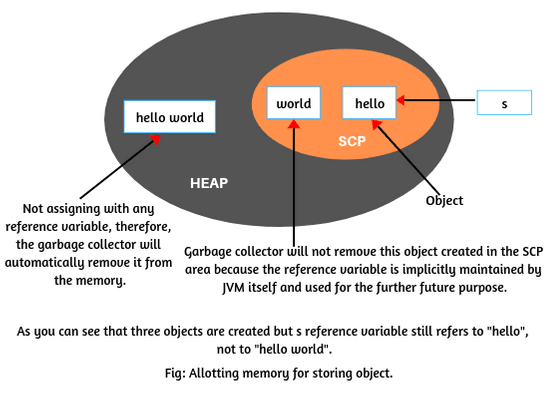 hello world
world
hello
s
SCP
HEAP
Object
Not assigning with any
reference variable, therefore,
the garbage collector will
automatically remove it from
the memory.
Garbage collector will not remove this object created in the SCP
area because the reference variable is implicitly maintained by
JVM itself and used for the further future purpose.
As you can see that three objects are created but s reference variable still refers to "hello",
not to "hello world".
Fig: Allotting memory for storing object.